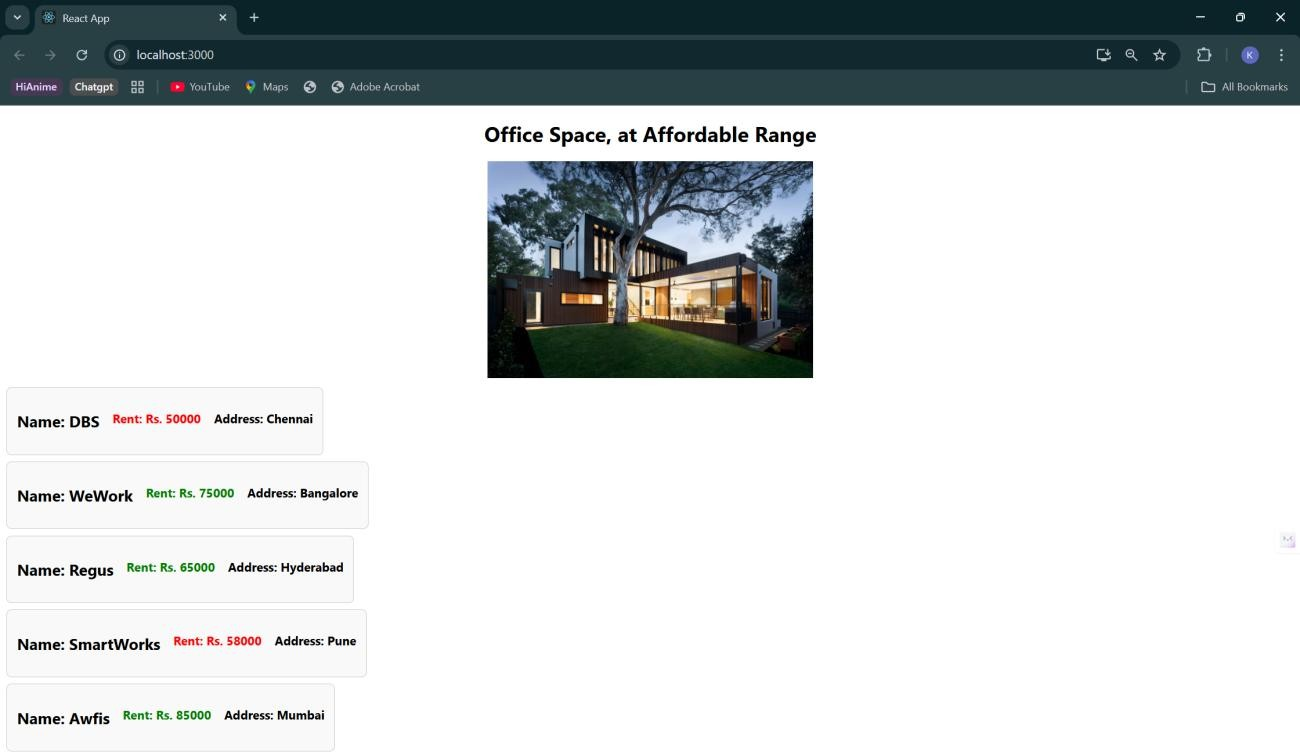 React App
localhost:3000
K
HiAnime Chatgpt YouTube Maps Adobe Acrobat All Bookmarks
Office Space, at Affordable Range
Name: DBS Rent: Rs. 50000 Address: Chennai
Name: WeWork Rent: Rs. 75000 Address: Bangalore
Name: Regus Rent: Rs. 65000 Address: Hyderabad
Name: SmartWorks Rent: Rs. 58000 Address: Pune
Name: Awfis Rent: Rs. 85000 Address: Mumbai